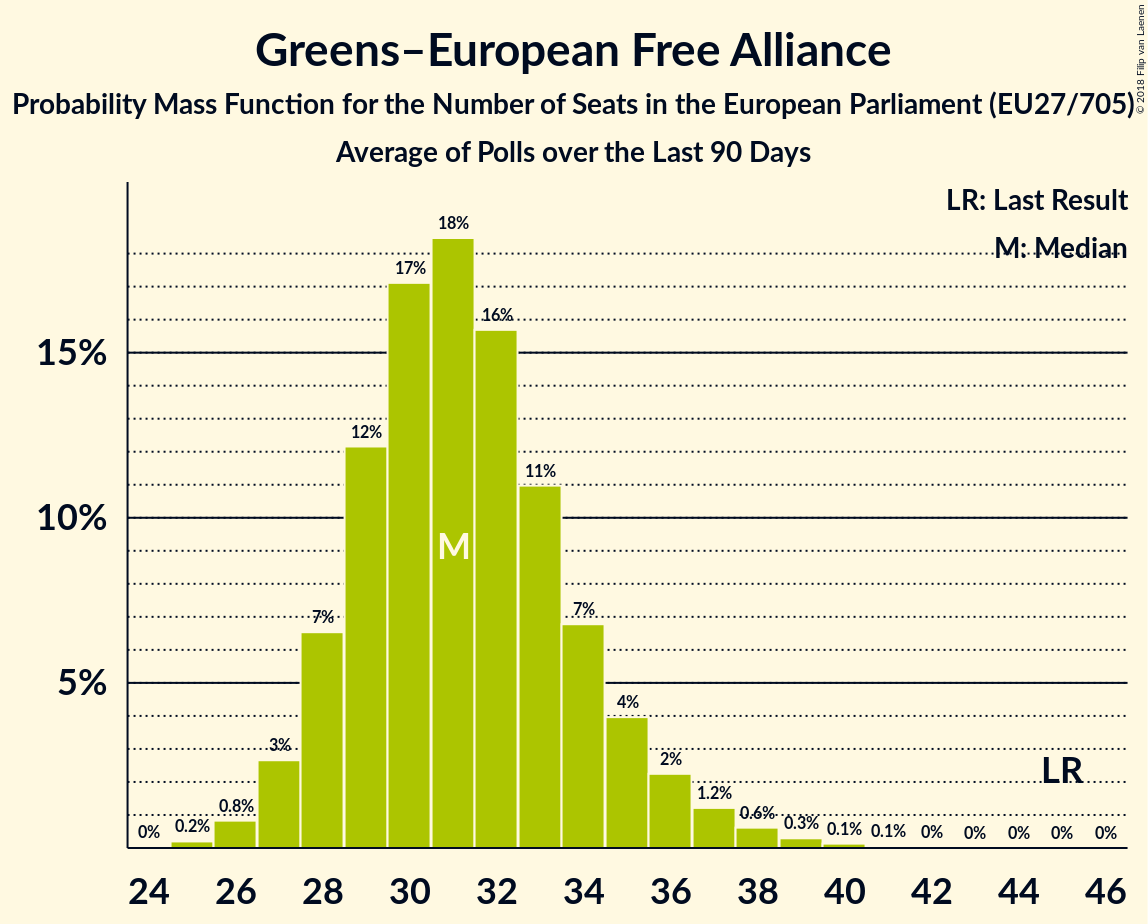 Greens–European Free Alliance
Probability Mass Function for the Number of Seats in the European Parliament (EU27/705)
Average of Polls over the Last 90 Days
© 2018 Filip van Laenen
LR: Last Result
M: Median
15%
10%
5%
0%
0.2%
0.8%
3%
7%
12%
17%
18%
16%
11%
7%
4%
2%
1.2%
0.6%
0.3%
0.1%
0.1%
0%
0%
0%
0%
0%
M
LR
24 26 28 30 32 34 36 38 40 42 44 46